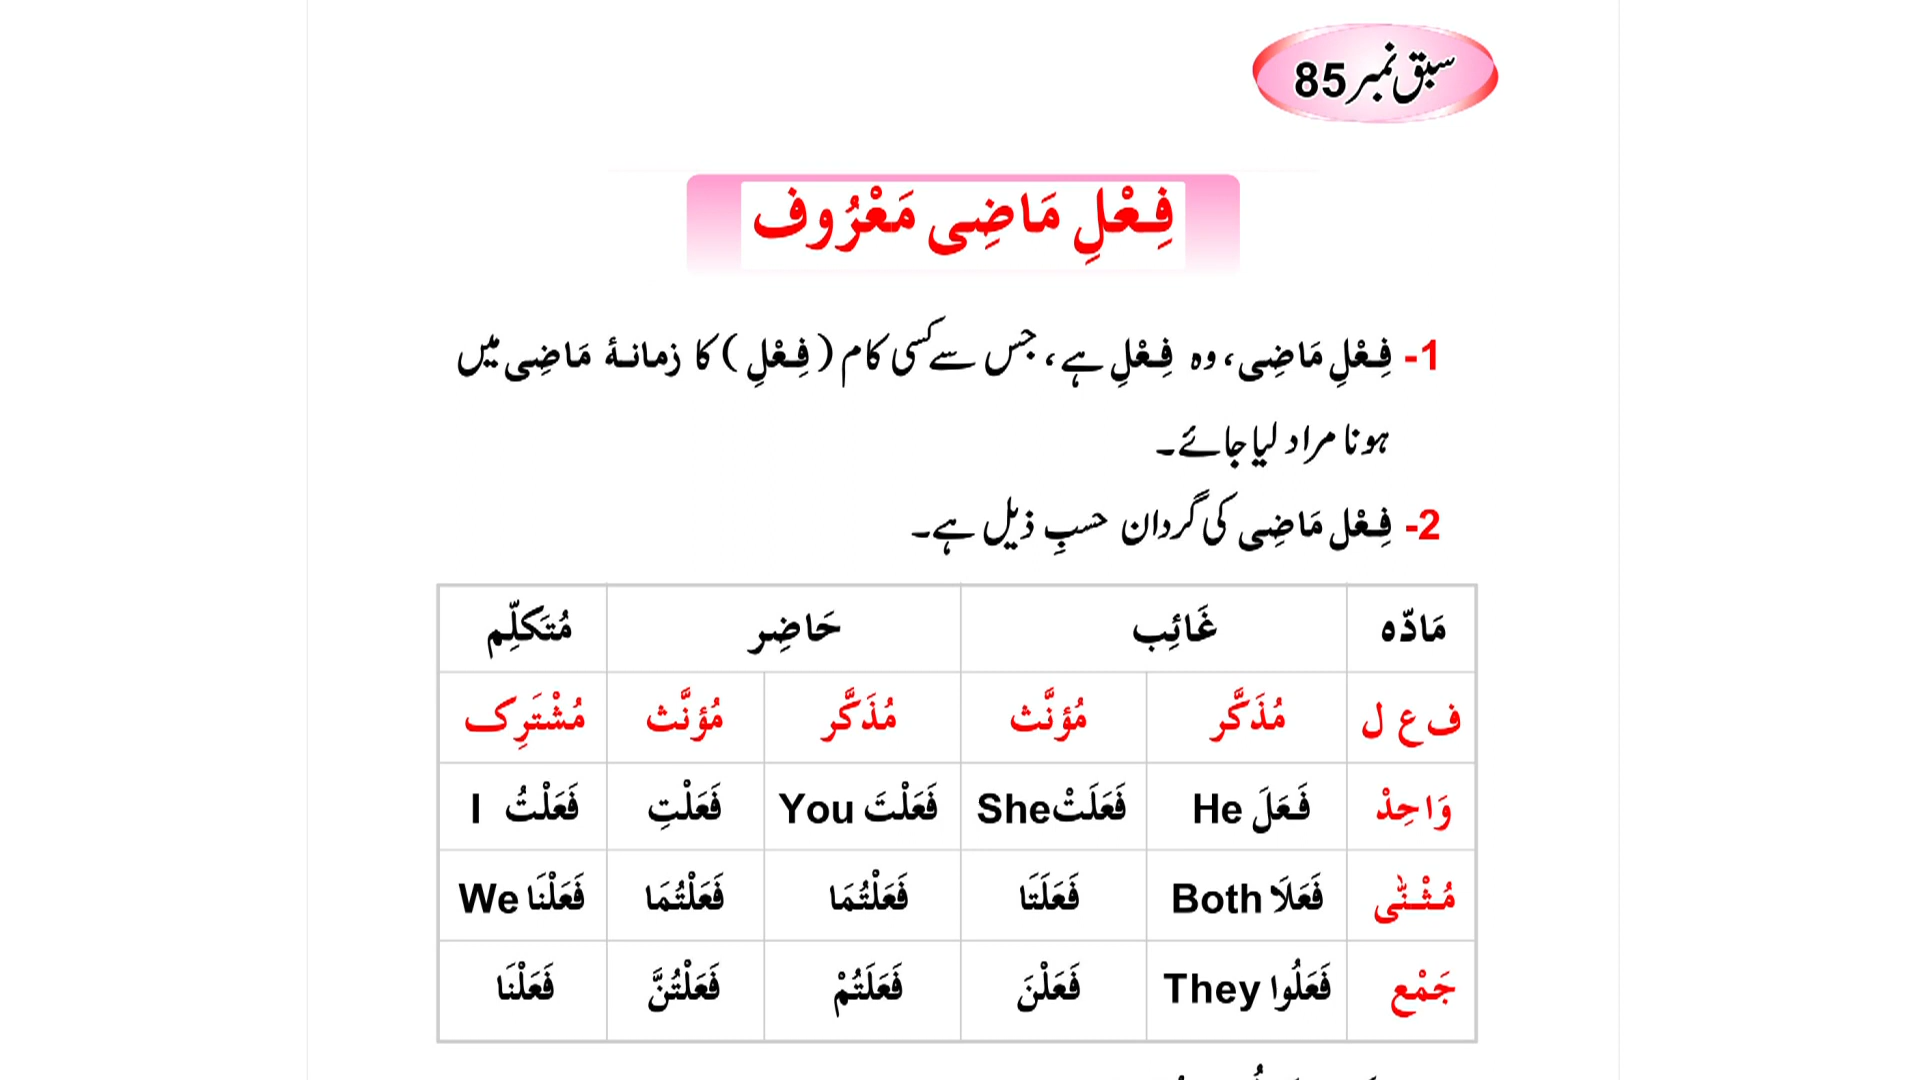 سبق نمبر 85
فِعْلِ مَاضِی مَعْرُوف
1- فِعْلِ مَاضِی، وہ فِعْلِ ہے، جس سے کسی کام (فِعْلِ) کا زمانۂ مَاضِی میں
ہونا مراد لیا جائے۔
2- فِعْل مَاضِی کی گردان حسبِ ذیل ہے۔
مَادّہ غَائِب حَاضِر مُتَکلِّم
ف ع ل مُذَکَّر مُؤنَّث مُذَکَّر مُؤنَّث مُشْتَرِک
وَاحِدْ فَعَلَ He فَعَلَتْ She فَعَلْتَ You فَعَلْتِ فَعَلْتُ I
مُثْنّٰی فَعَلَا Both فَعَلَتَا فَعَلْتُمَا فَعَلْتُمَا فَعَلْنَا We
جَمْع فَعَلُوا They فَعَلْنَ فَعَلَتُمْ فَعَلْتُنَّ فَعَلْنَا